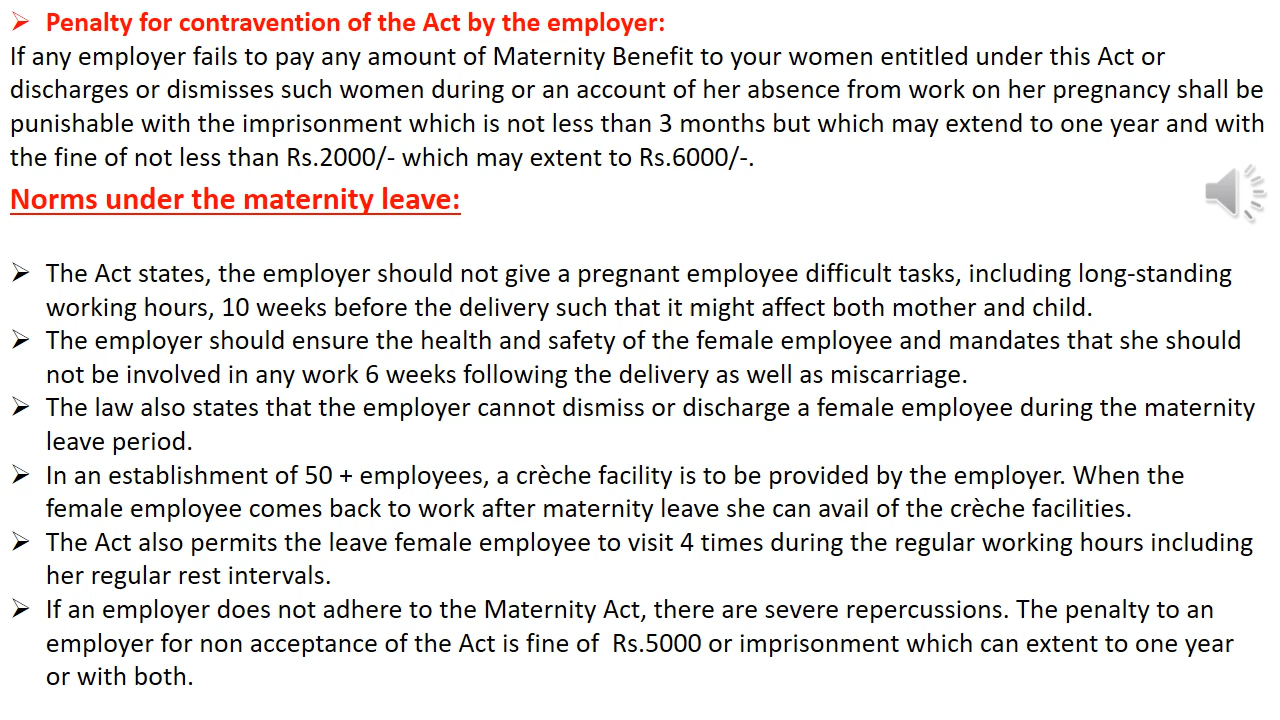 ➢ Penalty for contravention of the Act by the employer:
If any employer fails to pay any amount of Maternity Benefit to your women entitled under this Act or
discharges or dismisses such women during or an account of her absence from work on her pregnancy shall be
punishable with the imprisonment which is not less than 3 months but which may extend to one year and with
the fine of not less than Rs.2000/- which may extent to Rs.6000/-.
Norms under the maternity leave:
➢ The Act states, the employer should not give a pregnant employee difficult tasks, including long-standing
working hours, 10 weeks before the delivery such that it might affect both mother and child.
➢ The employer should ensure the health and safety of the female employee and mandates that she should
not be involved in any work 6 weeks following the delivery as well as miscarriage.
➢ The law also states that the employer cannot dismiss or discharge a female employee during the maternity
leave period.
➢ In an establishment of 50 + employees, a crèche facility is to be provided by the employer. When the
female employee comes back to work after maternity leave she can avail of the crèche facilities.
➢ The Act also permits the leave female employee to visit 4 times during the regular working hours including
her regular rest intervals.
➢ If an employer does not adhere to the Maternity Act, there are severe repercussions. The penalty to an
employer for non acceptance of the Act is fine of  Rs.5000 or imprisonment which can extent to one year
or with both.